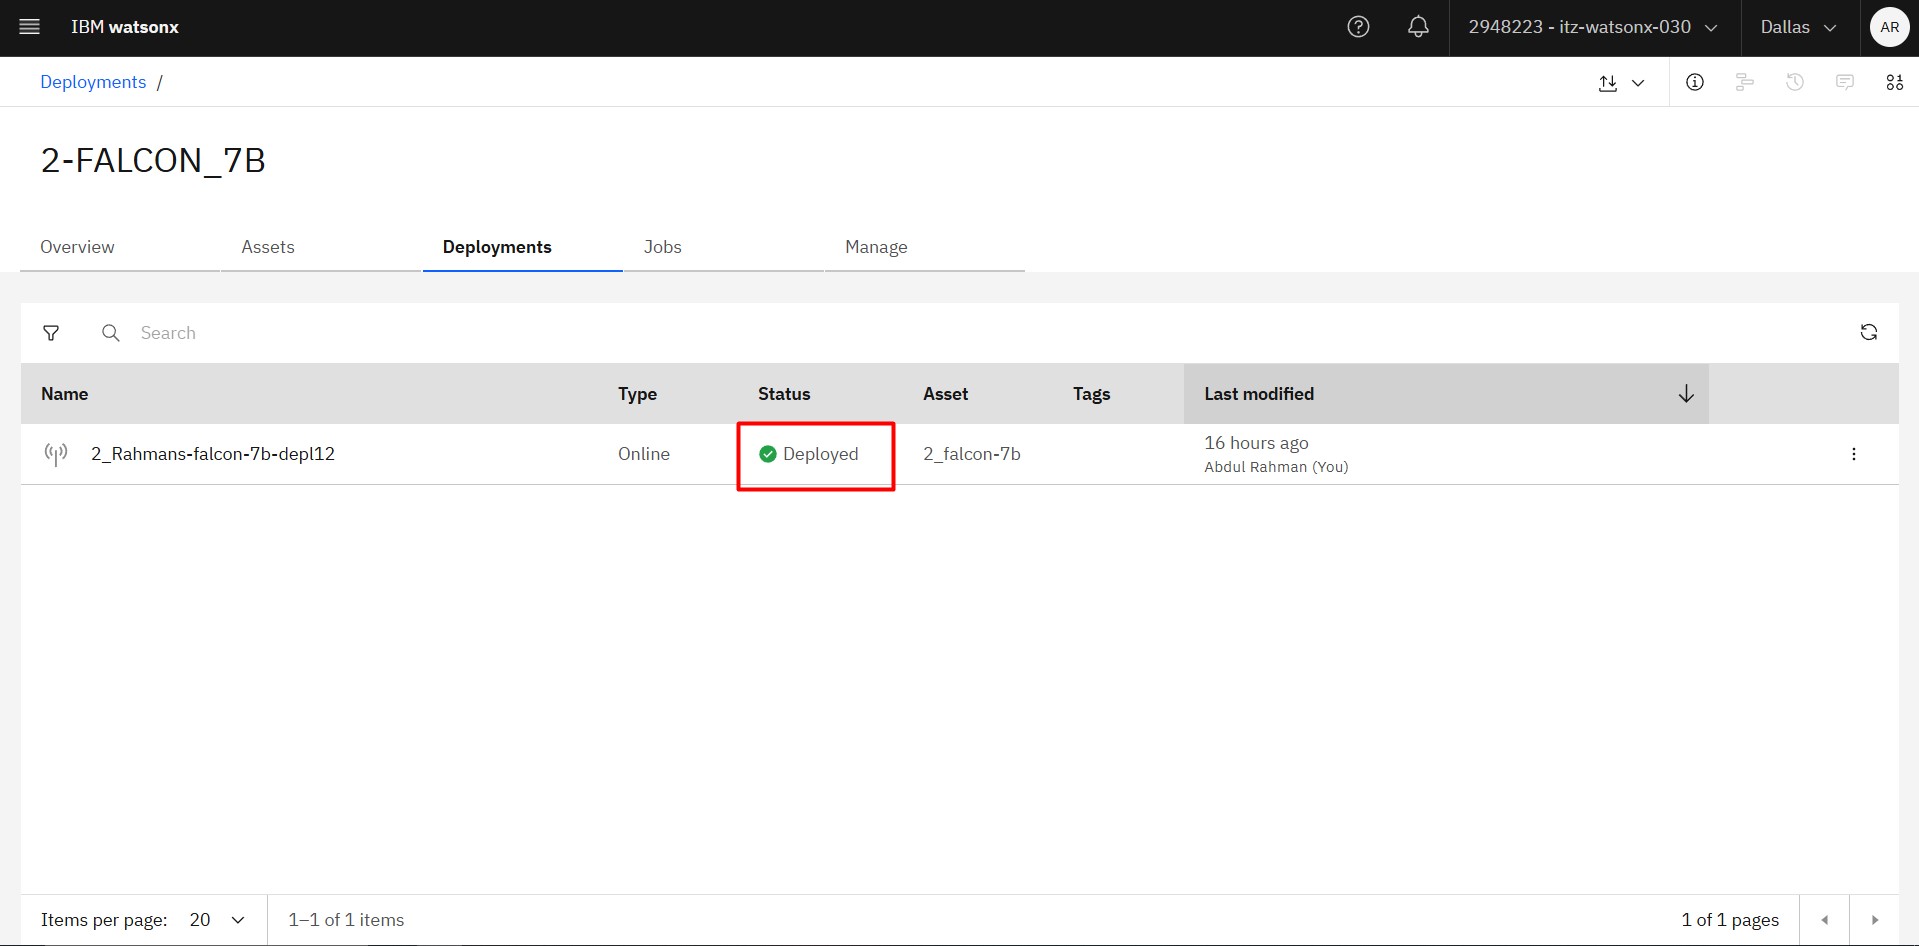 IBM watsonx
2948223 - itz-watsonx-030
Dallas
AR
Deployments /
2-FALCON_7B
Overview Assets Deployments Jobs Manage
Search
Name Type Status Asset Tags Last modified
2_Rahmans-falcon-7b-depl12 Online Deployed 2_falcon-7b 16 hours ago
Abdul Rahman (You)
Items per page: 20 1–1 of 1 items 1 of 1 pages